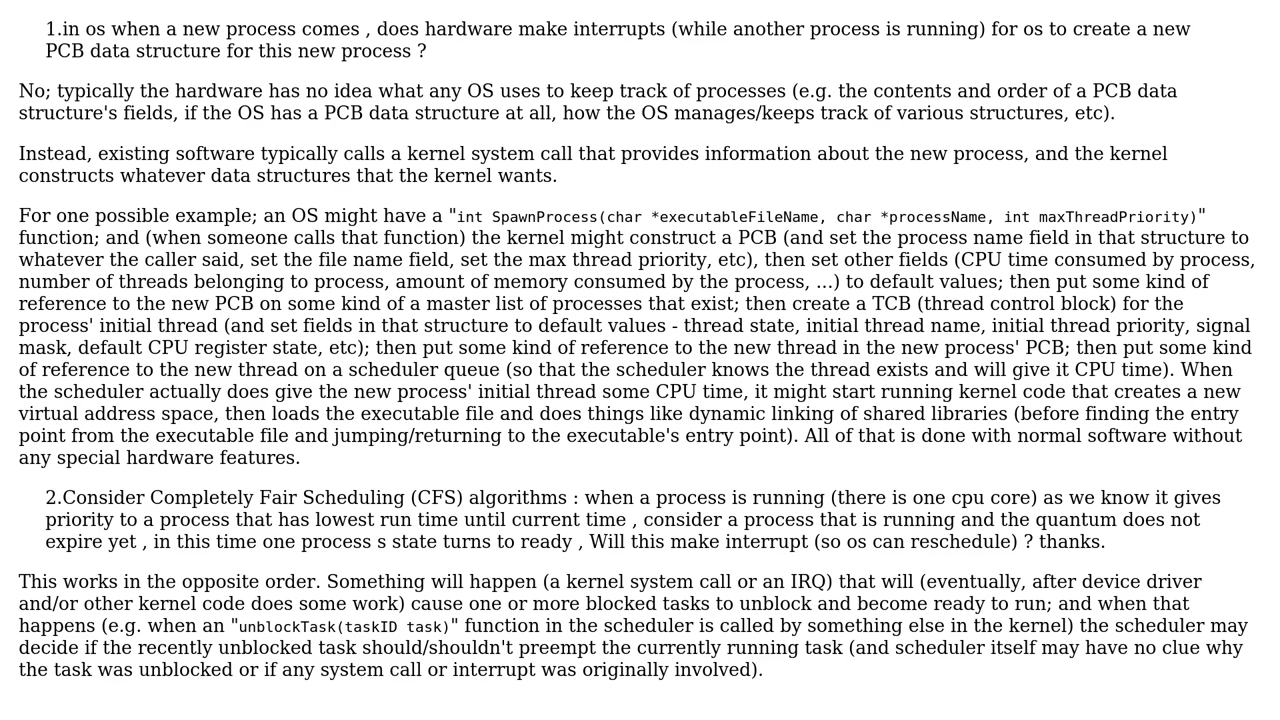 1.in os when a new process comes , does hardware make interrupts (while another process is running) for os to create a new
PCB data structure for this new process ?
No; typically the hardware has no idea what any OS uses to keep track of processes (e.g. the contents and order of a PCB data
structure's fields, if the OS has a PCB data structure at all, how the OS manages/keeps track of various structures, etc).
Instead, existing software typically calls a kernel system call that provides information about the new process, and the kernel
constructs whatever data structures that the kernel wants.
For one possible example; an OS might have a "int SpawnProcess(char *executableFileName, char *processName, int maxThreadPriority)"
function; and (when someone calls that function) the kernel might construct a PCB (and set the process name field in that structure to
whatever the caller said, set the file name field, set the max thread priority, etc), then set other fields (CPU time consumed by process,
number of threads belonging to process, amount of memory consumed by the process, ...) to default values; then put some kind of
reference to the new PCB on some kind of a master list of processes that exist; then create a TCB (thread control block) for the
process' initial thread (and set fields in that structure to default values - thread state, initial thread name, initial thread priority, signal
mask, default CPU register state, etc); then put some kind of reference to the new thread in the new process' PCB; then put some kind
of reference to the new thread on a scheduler queue (so that the scheduler knows the thread exists and will give it CPU time). When
the scheduler actually does give the new process' initial thread some CPU time, it might start running kernel code that creates a new
virtual address space, then loads the executable file and does things like dynamic linking of shared libraries (before finding the entry
point from the executable file and jumping/returning to the executable's entry point). All of that is done with normal software without
any special hardware features.
2.Consider Completely Fair Scheduling (CFS) algorithms : when a process is running (there is one cpu core) as we know it gives
priority to a process that has lowest run time until current time , consider a process that is running and the quantum does not
expire yet , in this time one process s state turns to ready , Will this make interrupt (so os can reschedule) ? thanks.
This works in the opposite order. Something will happen (a kernel system call or an IRQ) that will (eventually, after device driver
and/or other kernel code does some work) cause one or more blocked tasks to unblock and become ready to run; and when that
happens (e.g. when an "unblockTask(taskID task)" function in the scheduler is called by something else in the kernel) the scheduler may
decide if the recently unblocked task should/shouldn't preempt the currently running task (and scheduler itself may have no clue why
the task was unblocked or if any system call or interrupt was originally involved).